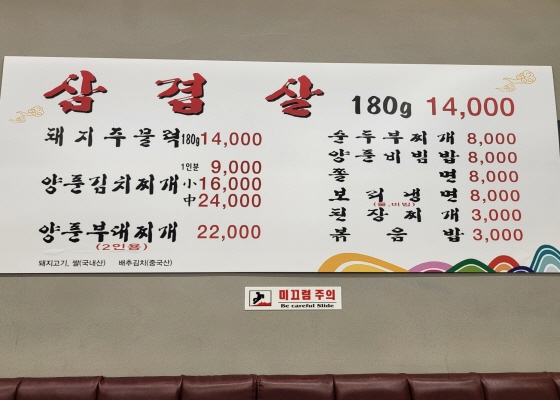 삼겹살 180g 14,000
돼지주물럭 180g 14,000
양푼김치찌개 1인분 9,000
小 16,000
中 24,000
양푼부대찌개 22,000
(2인용)
돼지고기, 쌀(국내산) 배추김치(중국산)
순두부찌개 8,000
양푼비빔밥 8,000
쫄면 8,000
보리냉면 8,000
(물,비빔)
된장찌개 3,000
볶음밥 3,000
미끄럼 주의
Be careful Slide